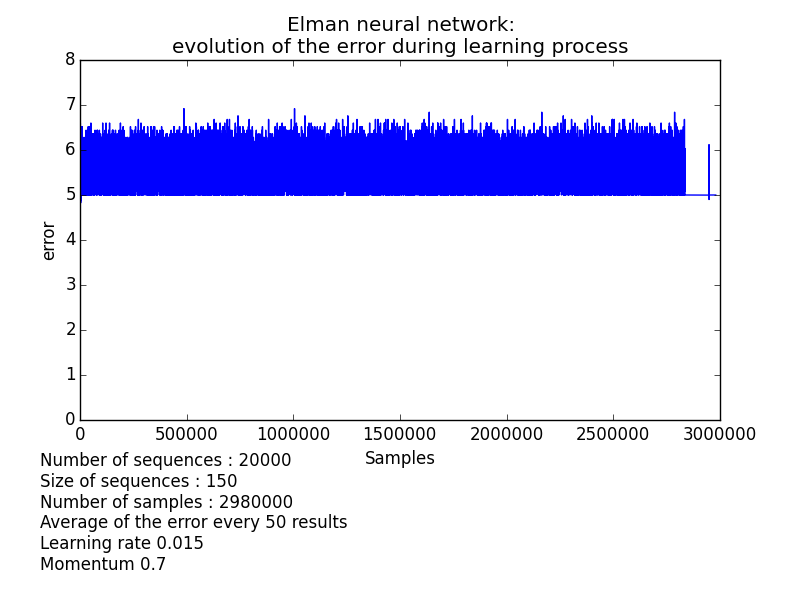 Elman neural network:
evolution of the error during learning process
8
7
6
5
4
3
2
1
0
error
0 500000 1000000 1500000 2000000 2500000 3000000
Samples
Number of sequences : 20000
Size of sequences : 150
Number of samples : 2980000
Average of the error every 50 results
Learning rate 0.015
Momentum 0.7